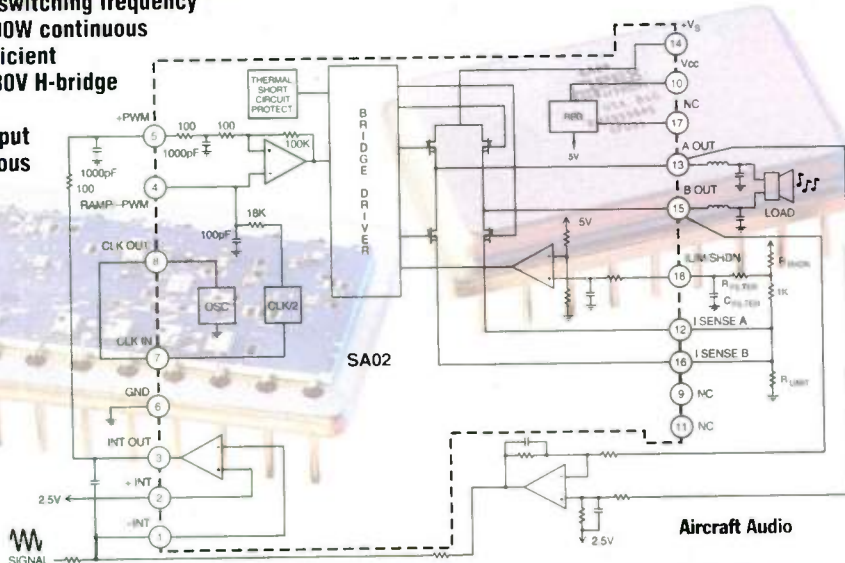 switching frequency
00W continuous
icient
80V H-bridge
put
ous
+VS
14
Vcc
10
NC
17
A OUT
13
B OUT
15
LOAD
THERMAL
SHORT
CIRCUIT
PROTECT
BRIDGE DRIVER
5V
+PWM
5
100
100
100K
1000pF
1000pF
100
4
RAMP/-PWM
18K
100pF
CLK OUT
8
OSC
CLK/2
CLK IN
7
SA02
GND
6
INT OUT
3
+ INT
2
2.5V
-INT
1
SIGNAL
5V
ILIM/SHDN
18
RSHDN
RFILTER
CFILTER
1K
I SENSE A
12
I SENSE B
16
RLIMIT
9
NC
11
NC
2.5V
Aircraft Audio